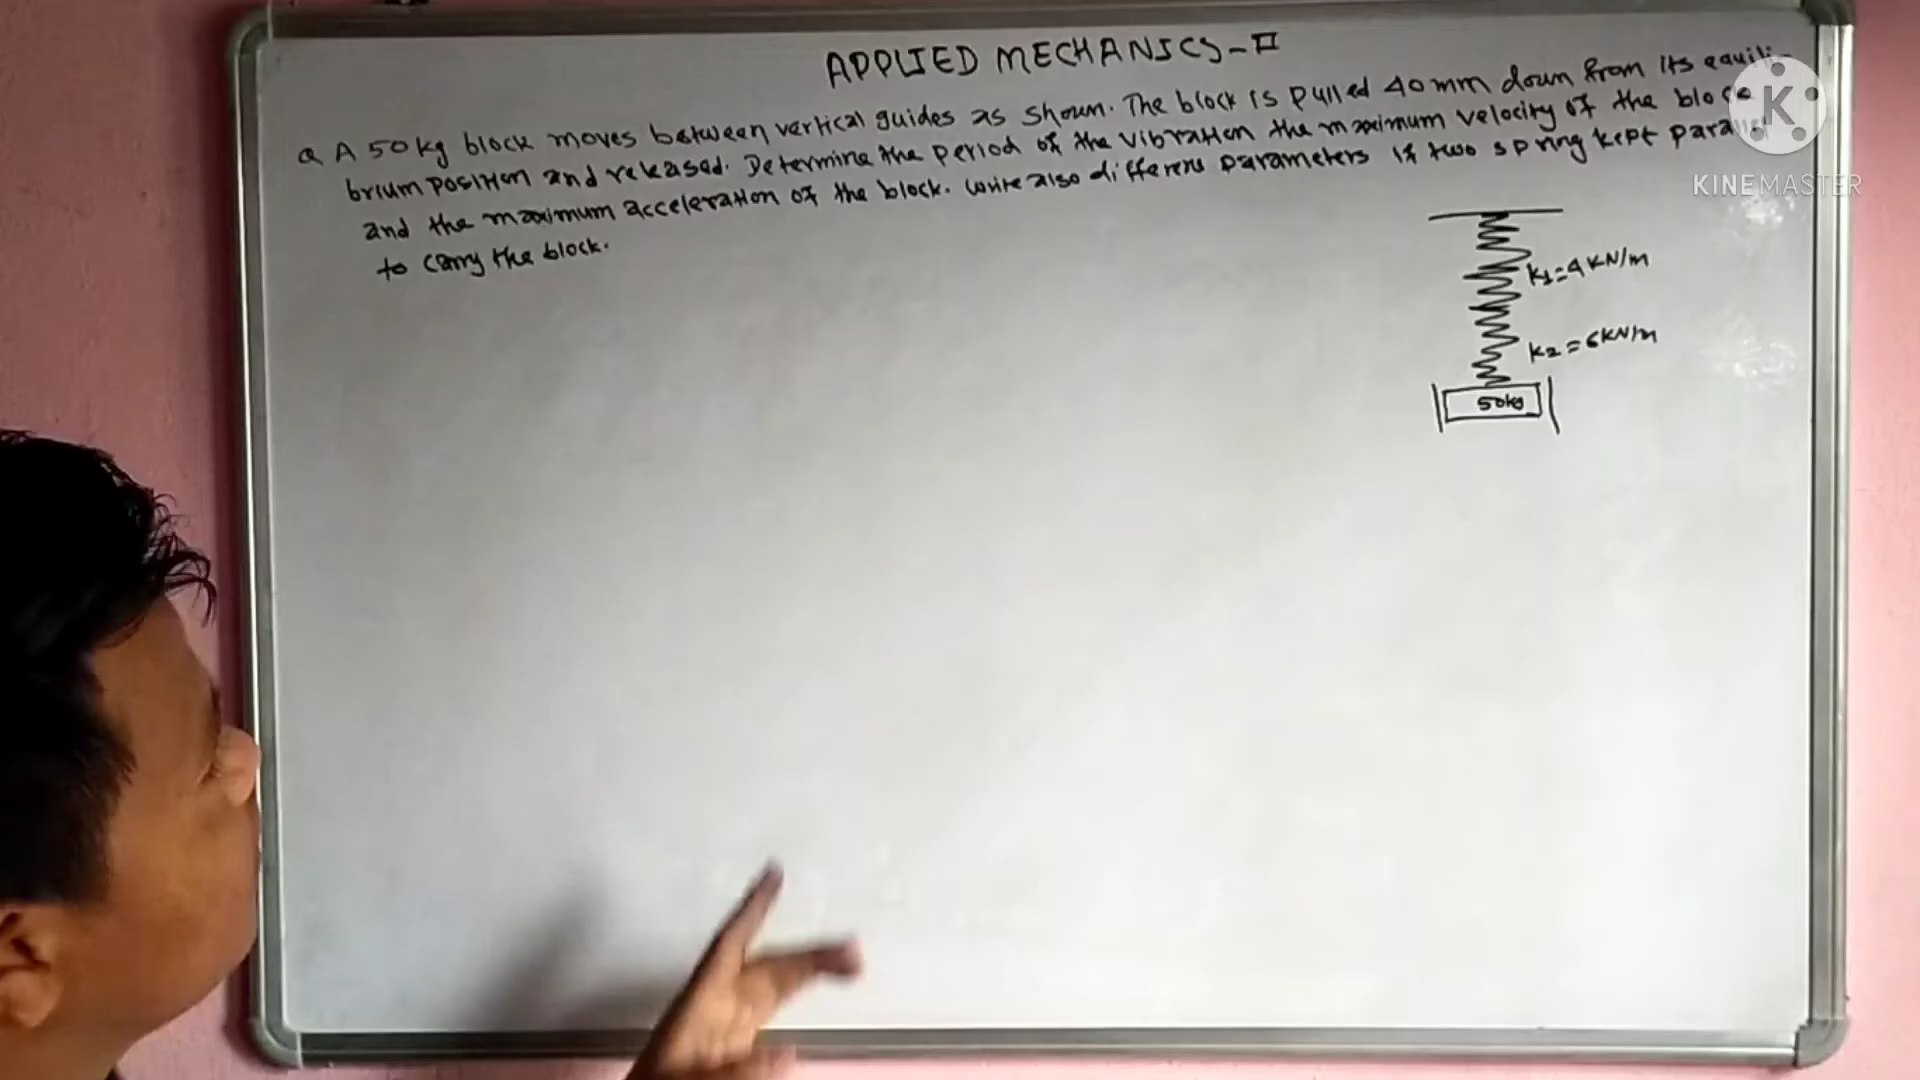 APPLIED MECHANICS-II
Q A 50kg block moves between vertical guides as shown. The block is pulled 40mm down from its equili-
brium position and released. Determine the period of the vibration the maximum velocity of the block
and the maximum acceleration of the block. Write also different parameters if two spring kept parallel
to carry the block.
K1=4KN/m
K2=6KN/m
50kg
K
KINEMASTER